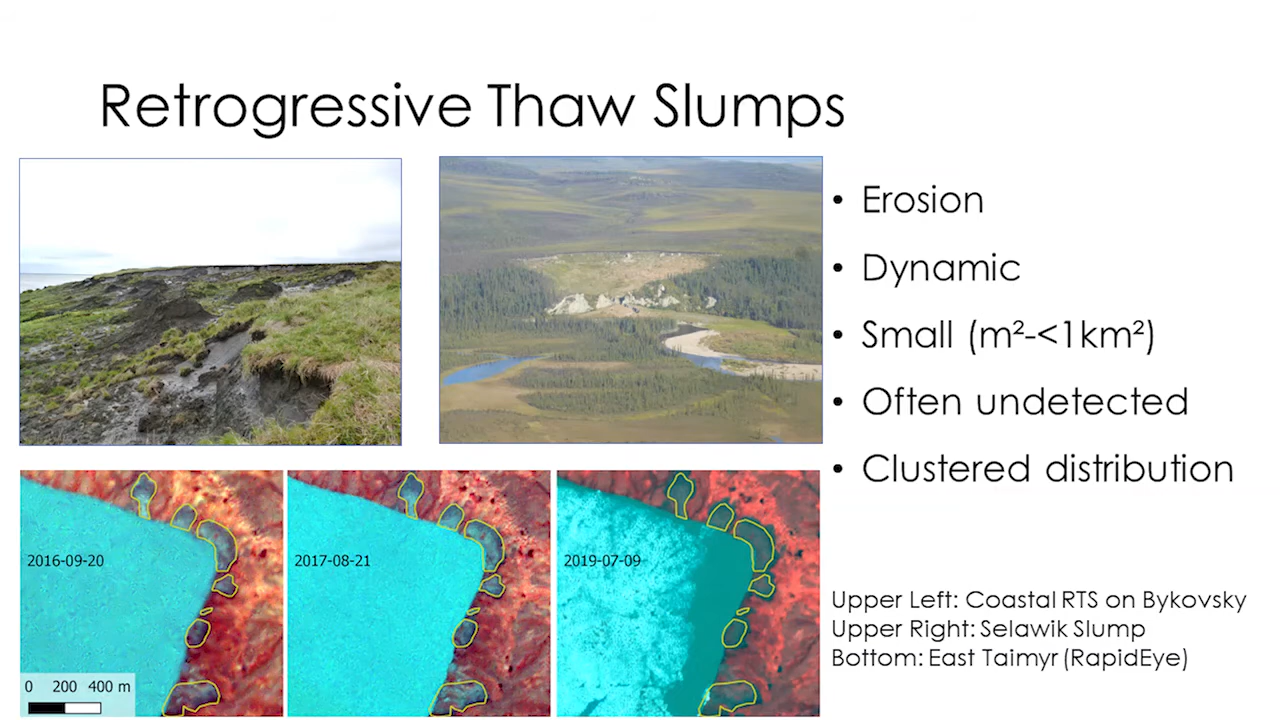 Retrogressive Thaw Slumps
• Erosion
• Dynamic
• Small (m²-<1km²)
• Often undetected
• Clustered distribution
2016-09-20
2017-08-21
2019-07-09
0 200 400 m
Upper Left: Coastal RTS on Bykovsky
Upper Right: Selawik Slump
Bottom: East Taimyr (RapidEye)